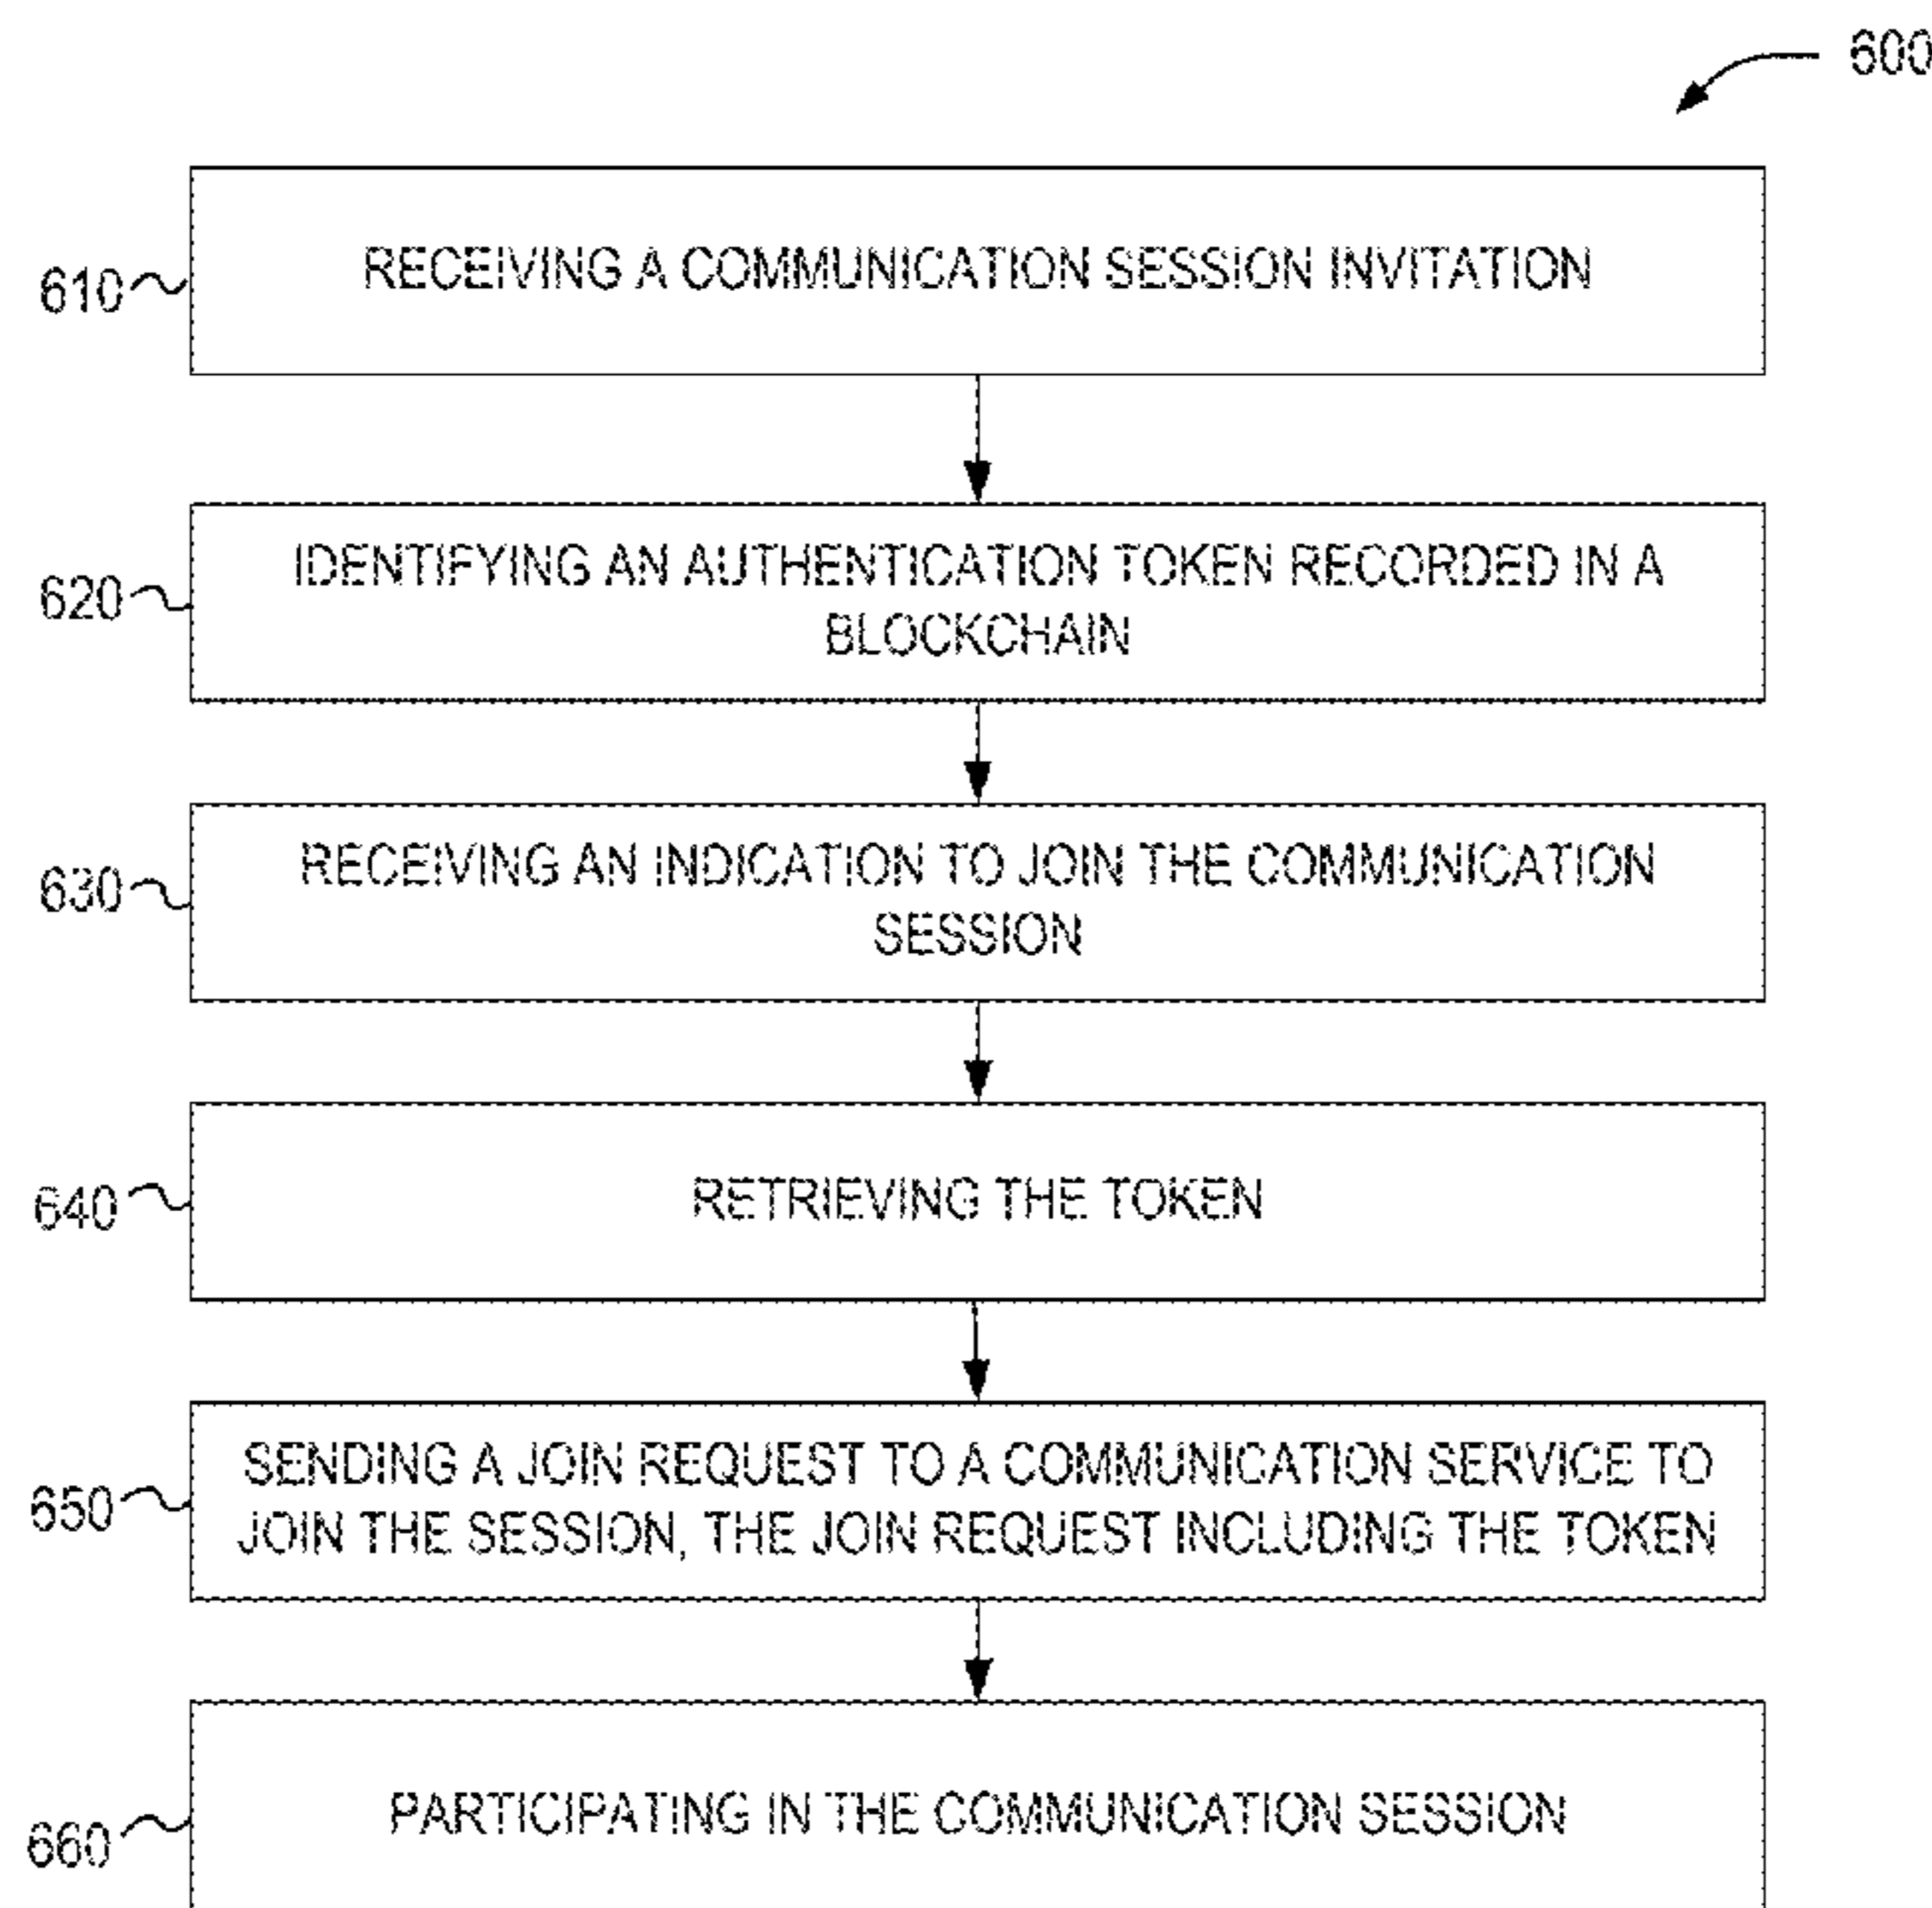 600
610
RECEIVING A COMMUNICATION SESSION INVITATION
620
IDENTIFYING AN AUTHENTICATION TOKEN RECORDED IN A
BLOCKCHAIN
630
RECEIVING AN INDICATION TO JOIN THE COMMUNICATION
SESSION
640
RETRIEVING THE TOKEN
650
SENDING A JOIN REQUEST TO A COMMUNICATION SERVICE TO
JOIN THE SESSION, THE JOIN REQUEST INCLUDING THE TOKEN
660
PARTICIPATING IN THE COMMUNICATION SESSION